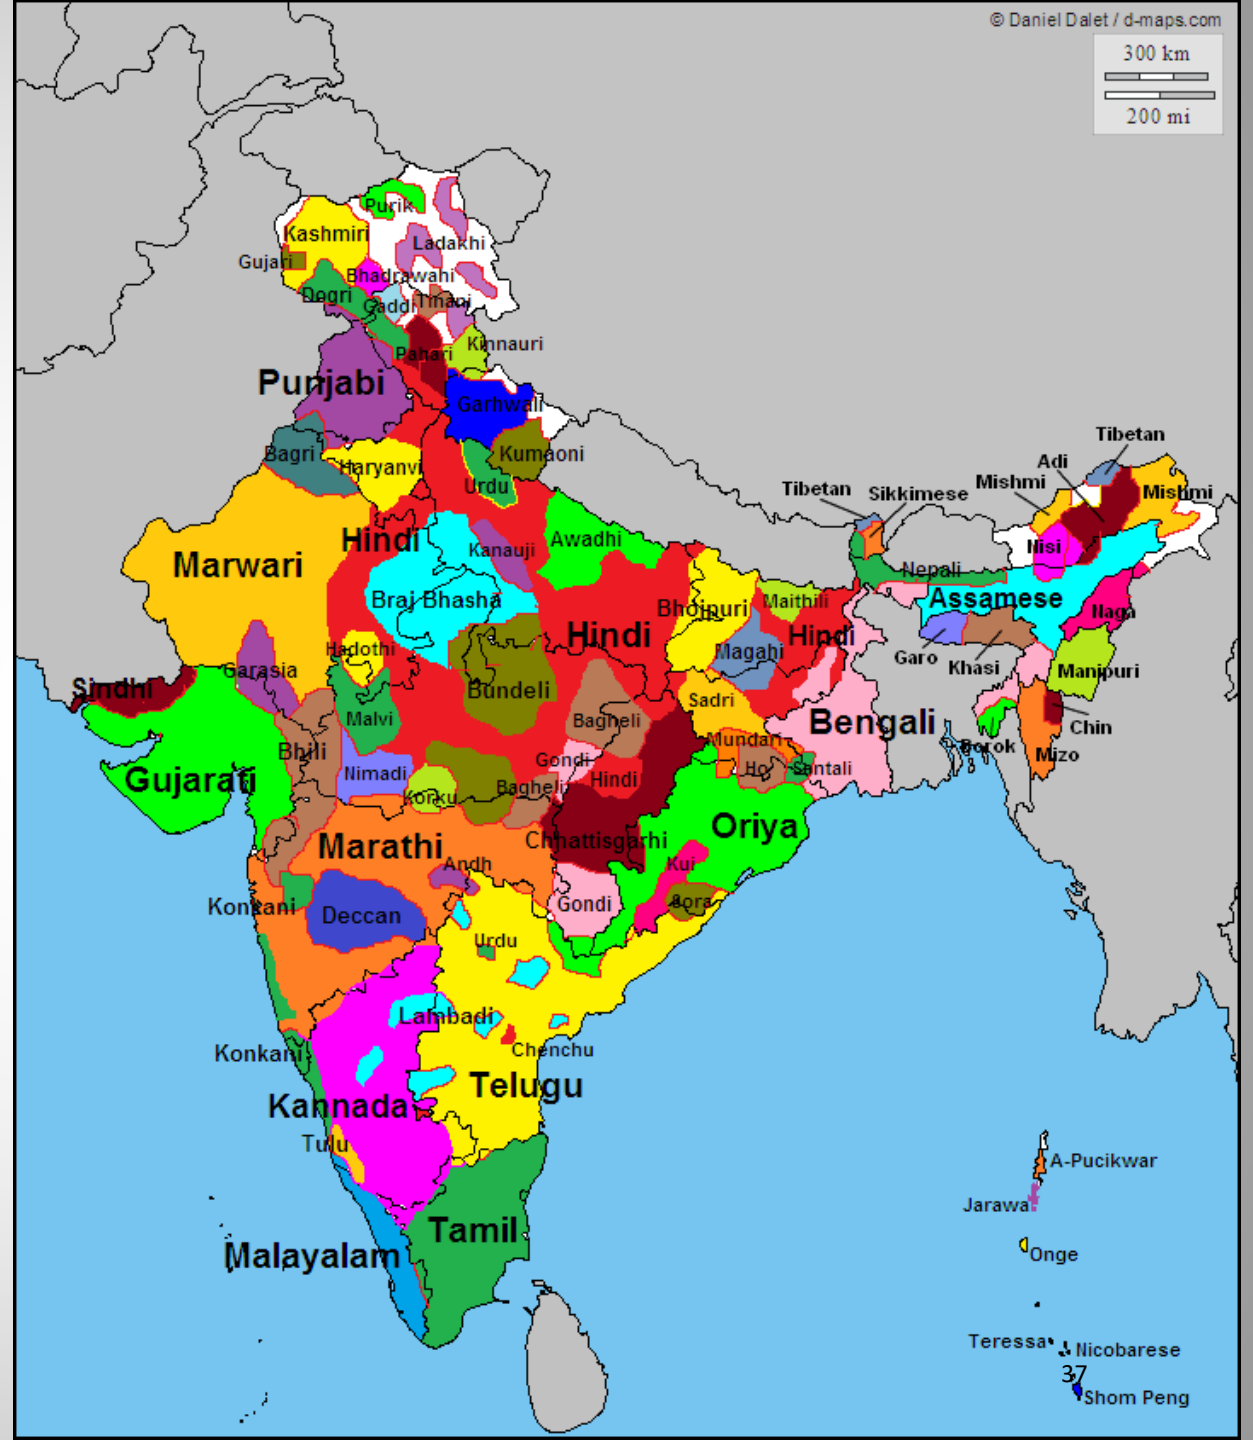 © Daniel Dalet / d-maps.com
300 km
200 mi
Purik
Kashmiri
Ladakhi
Gujari
Bhadrawahi
Dogri
Gaddi
Tinani
Pahari
Kinnauri
Punjabi
Garhwali
Bagri
Haryanvi
Kumaoni
Urdu
Tibetan
Adi
Mishmi
Mishmi
Tibetan
Sikkimese
Hindi
Kanauji
Awadhi
Nisi
Marwari
Nepali
Braj Bhasha
Bhojpuri
Maithili
Assamese
Naga
Hindi
Hindi
Hadothi
Magahi
Garo
Khasi
Manipuri
Garasia
Sindhi
Bundeli
Sadri
Malvi
Bagheli
Bengali
Chin
Bhili
Mundari
Borok
Mizo
Gondi
Ho
Santali
Nimadi
Hindi
Gujarati
Korku
Bagheli
Oriya
Chhattisgarhi
Marathi
Andh
Kui
Konkani
Deccan
Gondi
Sora
Urdu
Lambadi
Konkani
Chenchu
Telugu
Kannada
Tulu
A-Pucikwar
Jarawa
Tamil
Malayalam
Onge
Teressa
Nicobarese
37
Shom Peng